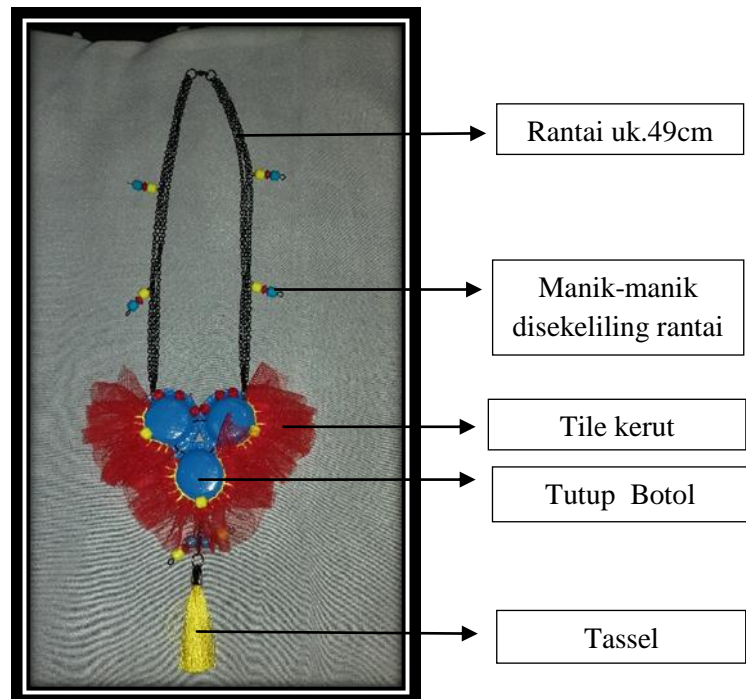 Rantai uk.49cm
Manik-manik
disekeliling rantai
Tile kerut
Tutup Botol
Tassel